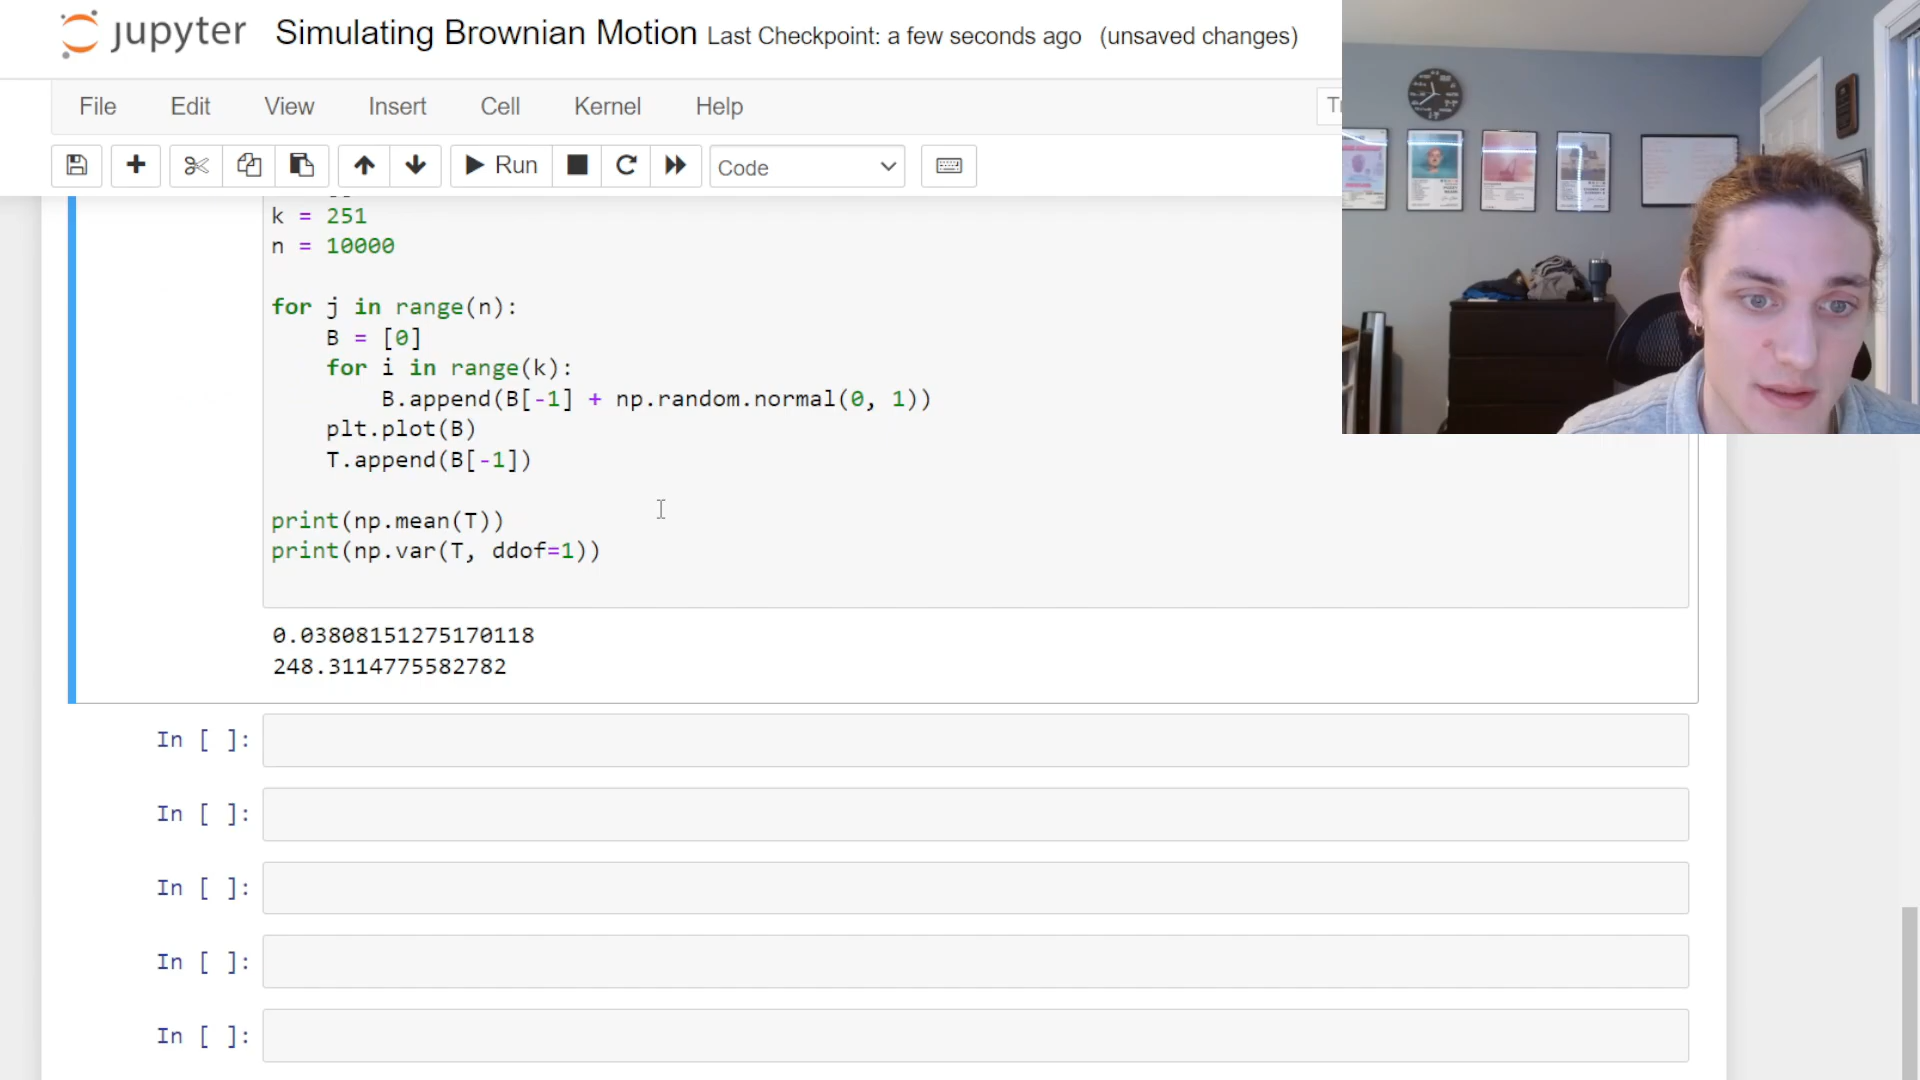 jupyter Simulating Brownian Motion Last Checkpoint: a few seconds ago (unsaved changes)
File Edit View Insert Cell Kernel Help
Run Code
k = 251
n = 10000
for j in range(n):
B = [0]
for i in range(k):
B.append(B[-1] + np.random.normal(0, 1))
plt.plot(B)
T.append(B[-1])
print(np.mean(T))
print(np.var(T, ddof=1))
0.03808151275170118
248.3114775582782
In [ ]:
In [ ]:
In [ ]:
In [ ]:
In [ ]: